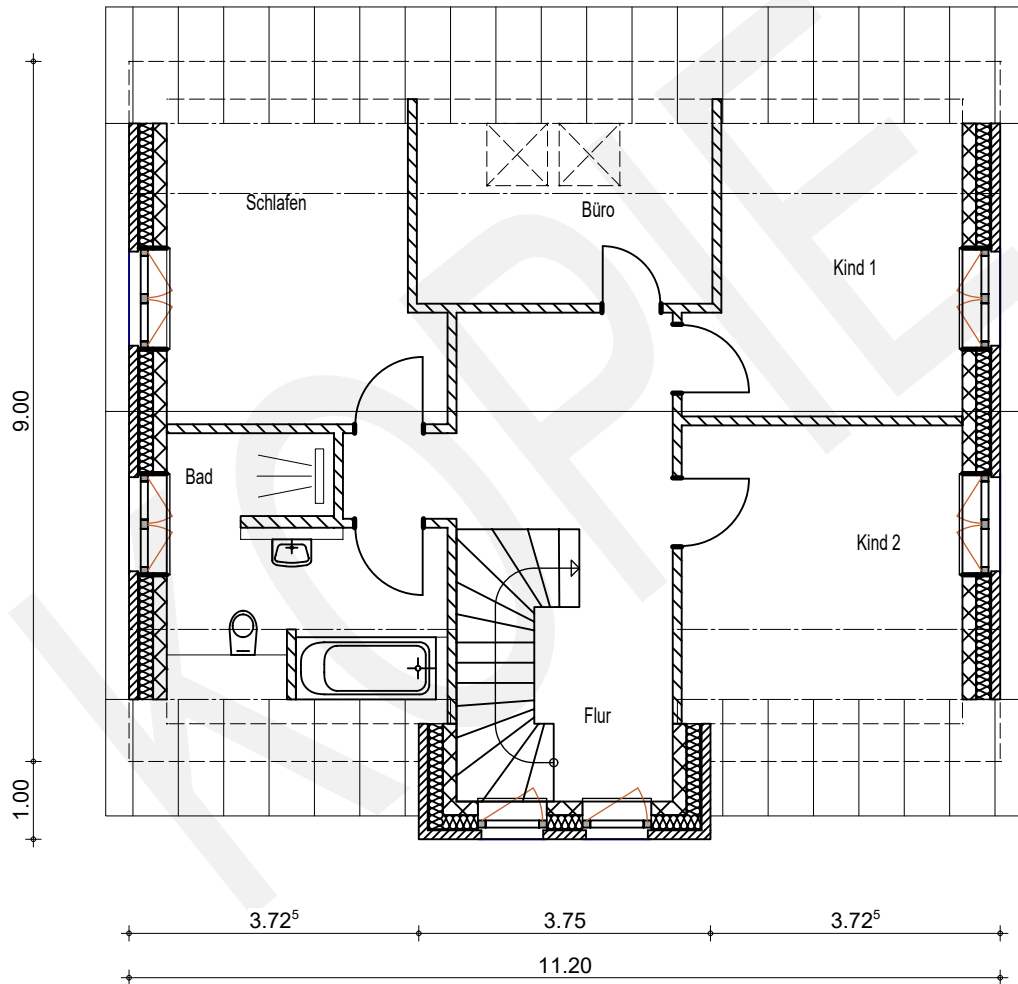 Schlafen
Büro
Kind 1
9.00
Bad
Kind 2
Flur
1.00
3.72⁵
3.75
3.72⁵
11.20
KOPIE